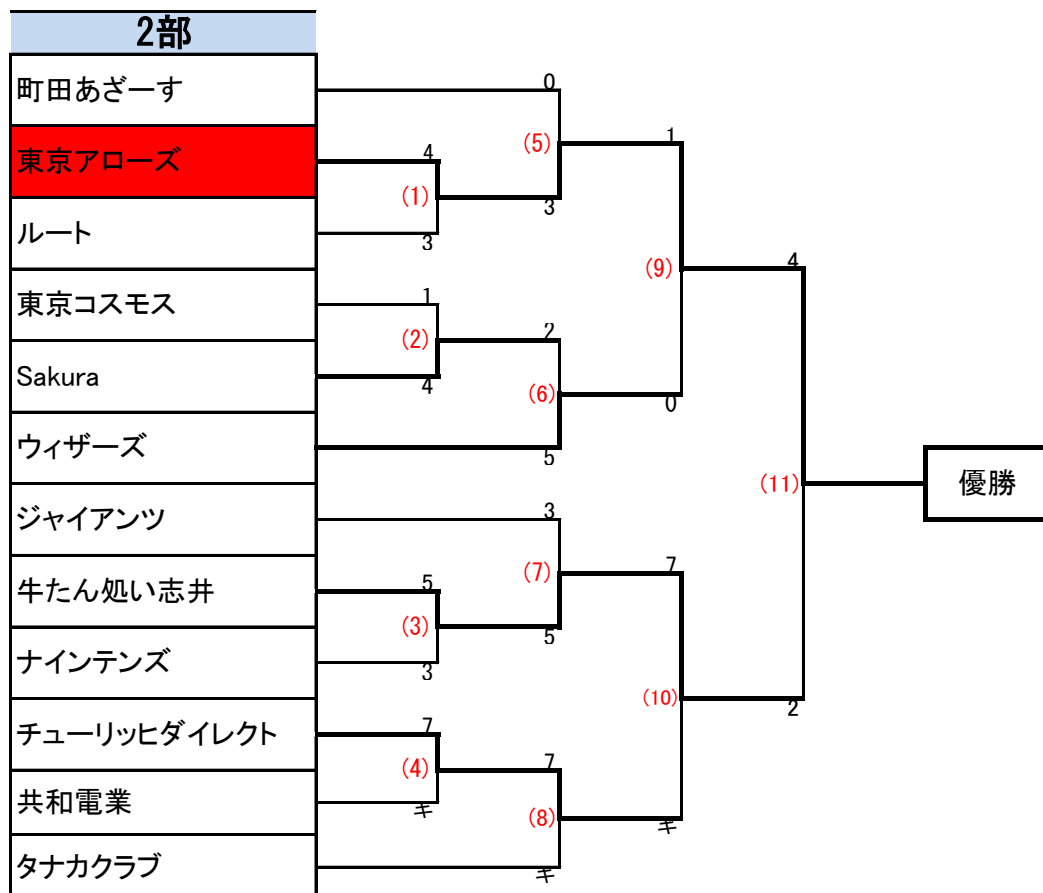 2部
町田あざーす
0
(5)
1
東京アローズ
4
(1)
3
ルート
3
(9)
4
東京コスモス
1
(2)
2
Sakura
4
(6)
0
ウィザーズ
5
(11)
優勝
ジャイアンツ
3
(7)
7
牛たん処い志井
5
(3)
5
ナインテンズ
3
(10)
2
チューリッヒダイレクト
7
(4)
7
共和電業
キ
(8)
キ
タナカクラブ
キ